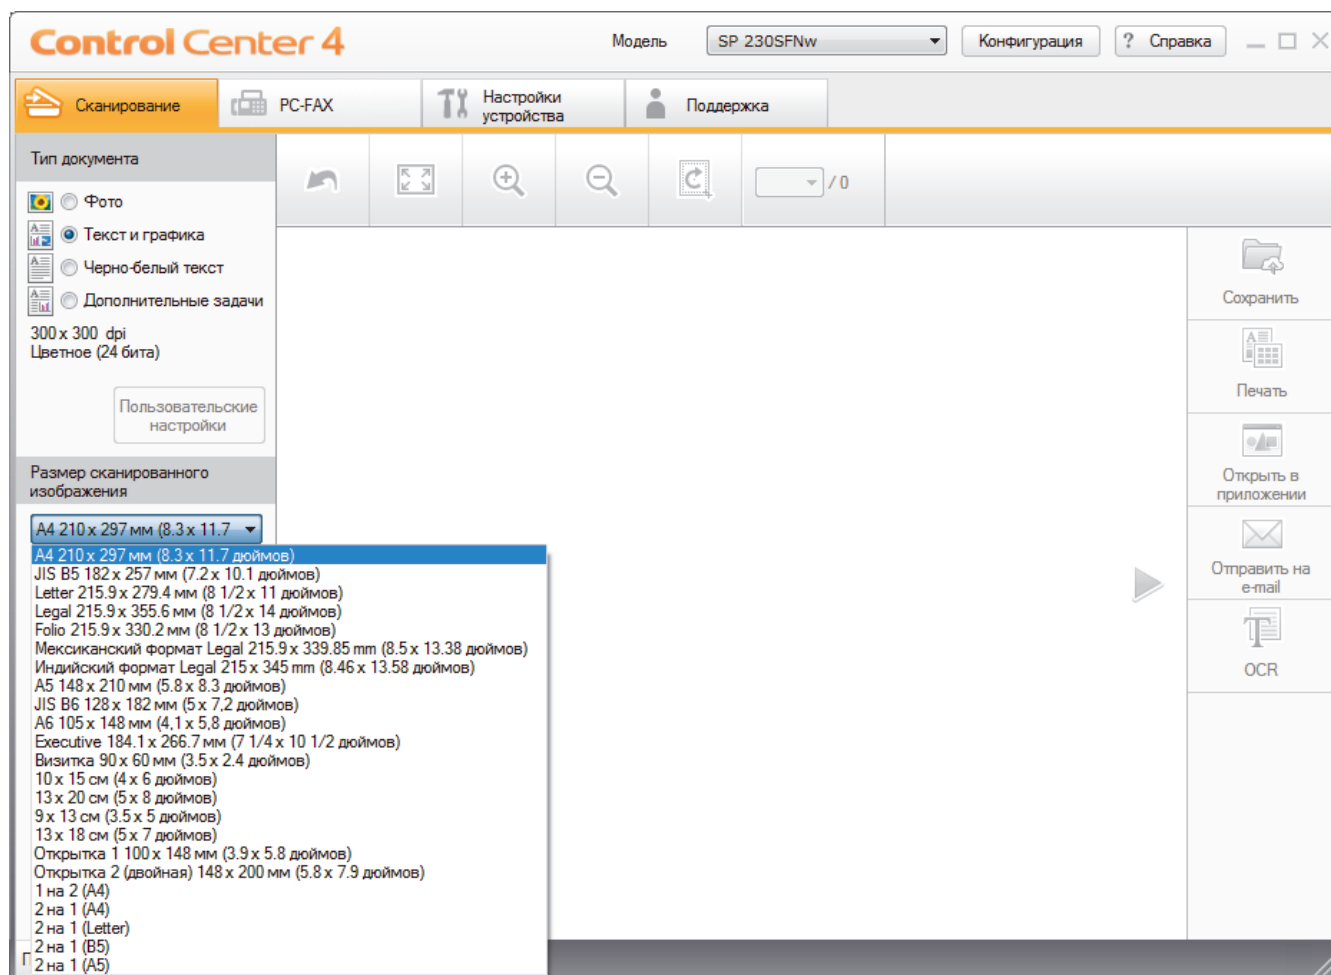 Control Center 4
Модель
SP 230SFNw
Конфигурация
? Справка
Сканирование
PC-FAX
Настройки
устройства
Поддержка
Тип документа
/ 0
Фото
Текст и графика
Черно-белый текст
Дополнительные задачи
300 x 300 dpi
Цветное (24 бита)
Пользовательские
настройки
Размер сканированного
изображения
A4 210 x 297 мм (8.3 x 11.7
A4 210 x 297 мм (8.3 x 11.7 дюймов)
JIS B5 182 x 257 мм (7.2 x 10.1 дюймов)
Letter 215.9 x 279.4 мм (8 1/2 x 11 дюймов)
Legal 215.9 x 355.6 мм (8 1/2 x 14 дюймов)
Folio 215.9 x 330.2 мм (8 1/2 x 13 дюймов)
Мексиканский формат Legal 215.9 x 339.85 mm (8.5 x 13.38 дюймов)
Индийский формат Legal 215 x 345 mm (8.46 x 13.58 дюймов)
A5 148 x 210 мм (5.8 x 8.3 дюймов)
JIS B6 128 x 182 мм (5 x 7,2 дюймов)
A6 105 x 148 мм (4,1 x 5,8 дюймов)
Executive 184.1 x 266.7 мм (7 1/4 x 10 1/2 дюймов)
Визитка 90 x 60 мм (3.5 x 2.4 дюймов)
10 x 15 см (4 x 6 дюймов)
13 x 20 см (5 x 8 дюймов)
9 x 13 см (3.5 x 5 дюймов)
13 x 18 см (5 x 7 дюймов)
Открытка 1 100 x 148 мм (3.9 x 5.8 дюймов)
Открытка 2 (двойная) 148 x 200 мм (5.8 x 7.9 дюймов)
1 на 2 (A4)
2 на 1 (A4)
2 на 1 (Letter)
2 на 1 (B5)
2 на 1 (A5)
Сохранить
Печать
Открыть в
приложении
Отправить на
e-mail
OCR